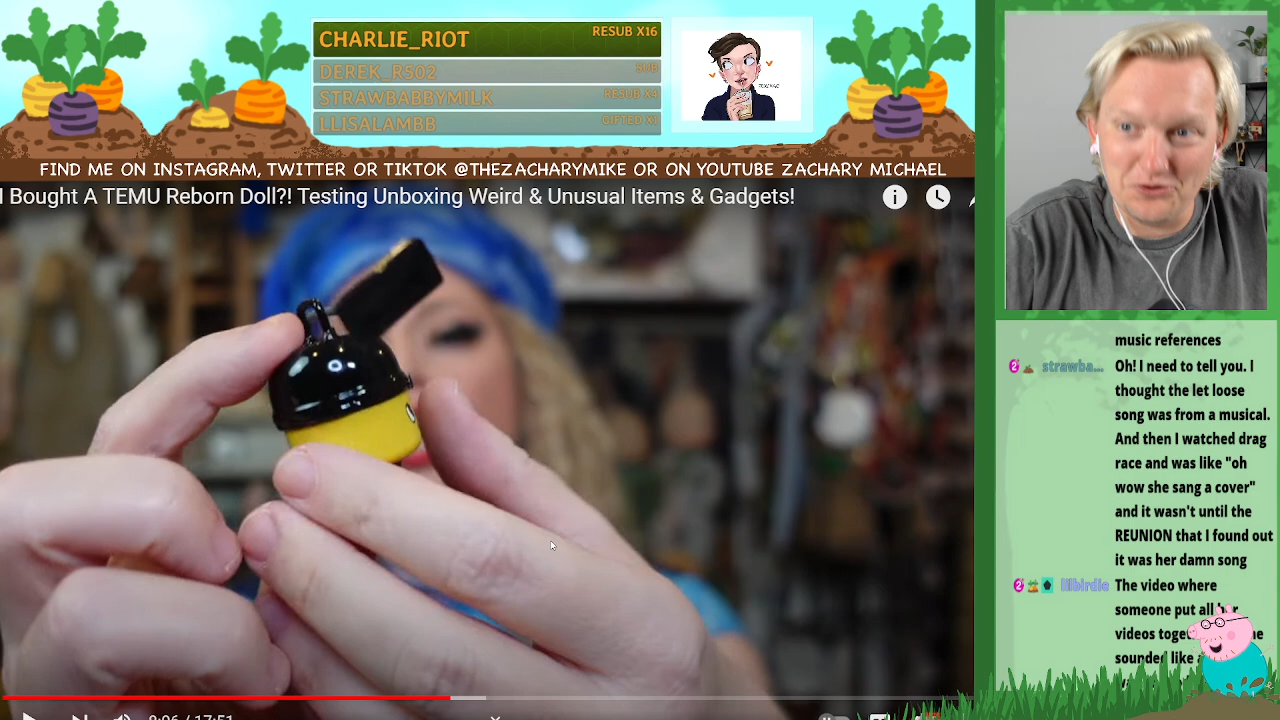 CHARLIE_RIOT
RESUB X16
DEREK_RS02
SUB
STRAWBABBYMILK
RESUB X4
LLISALAMBB
GIFTED X1
FIND ME ON INSTAGRAM, TWITTER OR TIKTOK @THEZACHARYMIKE OR ON YOUTUBE ZACHARY MICHAEL
I Bought A TEMU Reborn Doll?! Testing Unboxing Weird & Unusual Items & Gadgets!
music references
strawba... Oh! I need to tell you. I
thought the let loose
song was from a musical.
And then I watched drag
race and was like "oh
wow she sang a cover"
and it wasn't until the
REUNION that I found out
it was her damn song
The video where
someone put all her
videos
sounded like
9:06 / 17:51